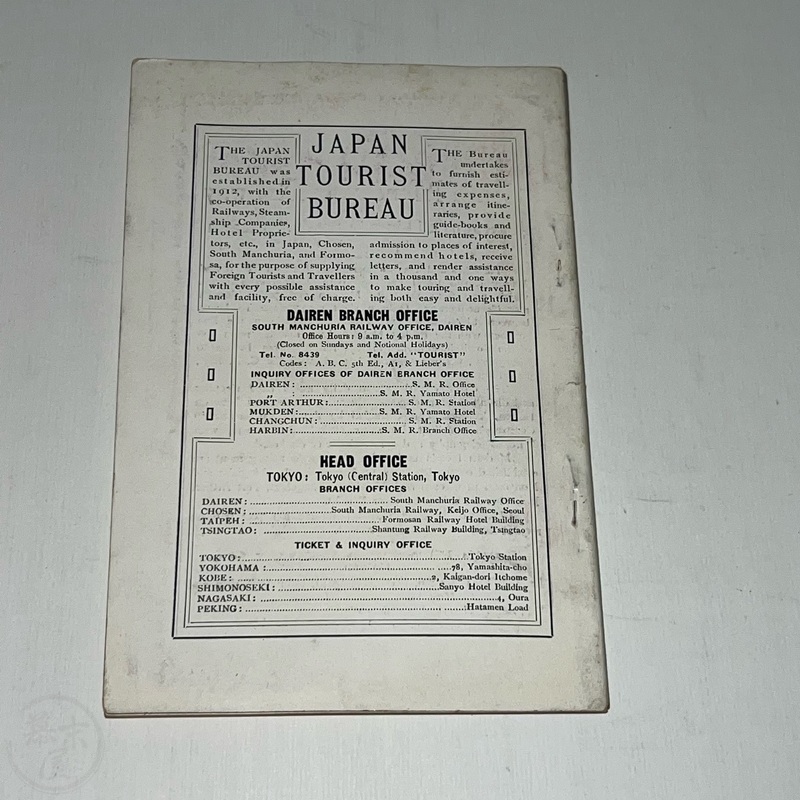 JAPAN
TOURIST
BUREAU
THE JAPAN
TOURIST
BUREAU was
established in
1912, with the
co-operation of
Railways, Steam-
ship Companies,
Hotel Proprie-
tors, etc., in Japan, Chosen,
South Manchuria, and Formo-
sa, for the purpose of supplying
Foreign Tourists and Travellers
with every possible assistance
and facility, free of charge.
THE Bureau
undertakes
to furnish esti-
mates of travell-
ing expenses,
arrange itine-
raries, provide
guide-books and
literature, procure
admission to places of interest,
recommend hotels, receive
letters, and render assistance
in a thousand and one ways
to make touring and travell-
ing both easy and delightful.
DAIREN BRANCH OFFICE
SOUTH MANCHURIA RAILWAY OFFICE, DAIREN
Office Hours: 9 a.m. to 4 p.m.
(Closed on Sundays and Notional Holidays)
Tel. No. 8439 Tel. Add. "TOURIST"
Codes: A. B. C. 5th Ed., A1, & Lieber's
INQUIRY OFFICES OF DAIREN BRANCH OFFICE
DAIREN: S. M. R. Office
„ : S. M. R. Yamato Hotel
PORT ARTHUR: S. M. R. Station
MUKDEN: S. M. R. Yamato Hotel
CHANGCHUN: S. M. R. Station
HARBIN: S. M. R. Branch Office
HEAD OFFICE
TOKYO: Tokyo (Central) Station, Tokyo
BRANCH OFFICES
DAIREN: South Manchuria Railway Office
CHOSEN: South Manchuria Railway, Keijo Office, Seoul
TAIPEH: Formosan Railway Hotel Building
TSINGTAO: Shantung Railway Building, Tsingtao
TICKET & INQUIRY OFFICE
TOKYO: Tokyo Station
YOKOHAMA: 78, Yamashita-cho
KOBE: 2, Kaigan-dori Itchome
SHIMONOSEKI: Sanyo Hotel Building
NAGASAKI: 4, Oura
PEKING: Hatamen Load